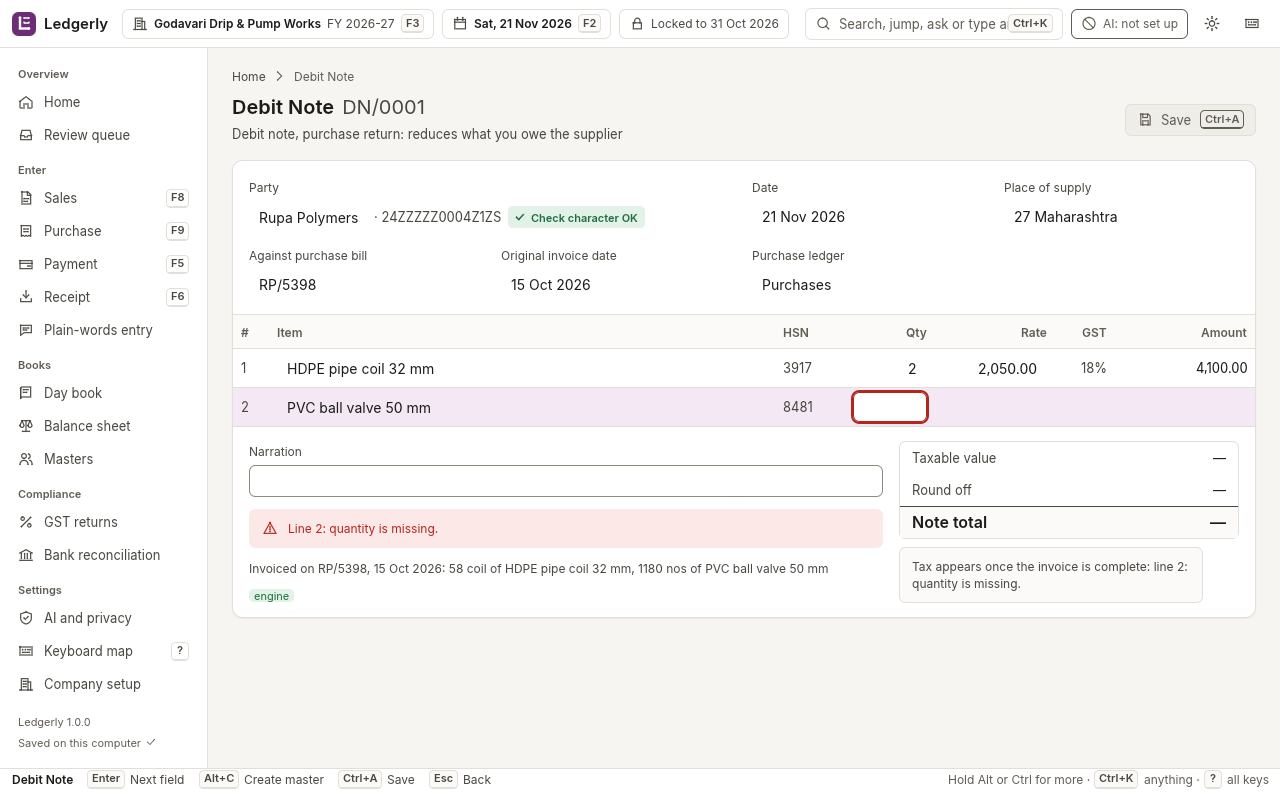 Ledgerly
Godavari Drip & Pump Works FY 2026-27 F3
Sat, 21 Nov 2026 F2
Locked to 31 Oct 2026
Search, jump, ask or type a Ctrl+K
AI: not set up
Overview
Home
Review queue
Enter
Sales F8
Purchase F9
Payment F5
Receipt F6
Plain-words entry
Books
Day book
Balance sheet
Masters
Compliance
GST returns
Bank reconciliation
Settings
AI and privacy
Keyboard map ?
Company setup
Ledgerly 1.0.0
Saved on this computer
Home Debit Note
Debit Note DN/0001
Debit note, purchase return: reduces what you owe the supplier
Save Ctrl+A
Party Date Place of supply
Rupa Polymers · 24ZZZZZ0004Z1ZS Check character OK 21 Nov 2026 27 Maharashtra
Against purchase bill Original invoice date Purchase ledger
RP/5398 15 Oct 2026 Purchases
# Item HSN Qty Rate GST Amount
1 HDPE pipe coil 32 mm 3917 2 2,050.00 18% 4,100.00
2 PVC ball valve 50 mm 8481
Narration
Line 2: quantity is missing.
Invoiced on RP/5398, 15 Oct 2026: 58 coil of HDPE pipe coil 32 mm, 1180 nos of PVC ball valve 50 mm
engine
Taxable value —
Round off —
Note total —
Tax appears once the invoice is complete: line 2:
quantity is missing.
Debit Note Enter Next field Alt+C Create master Ctrl+A Save Esc Back
Hold Alt or Ctrl for more · Ctrl+K anything · ? all keys